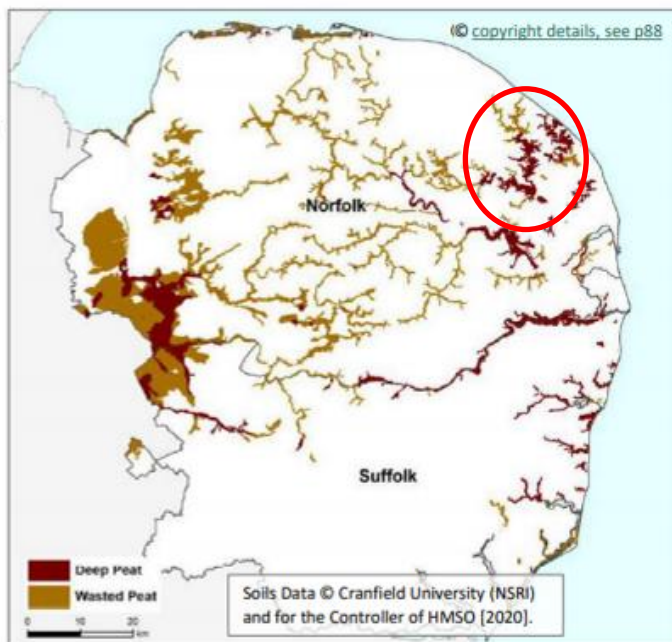 (© copyright details, see p88
Norfolk
Suffolk
Deep Peat
Wasted Peat
0 10 20
km
Soils Data © Cranfield University (NSRI)
and for the Controller of HMSO [2020].